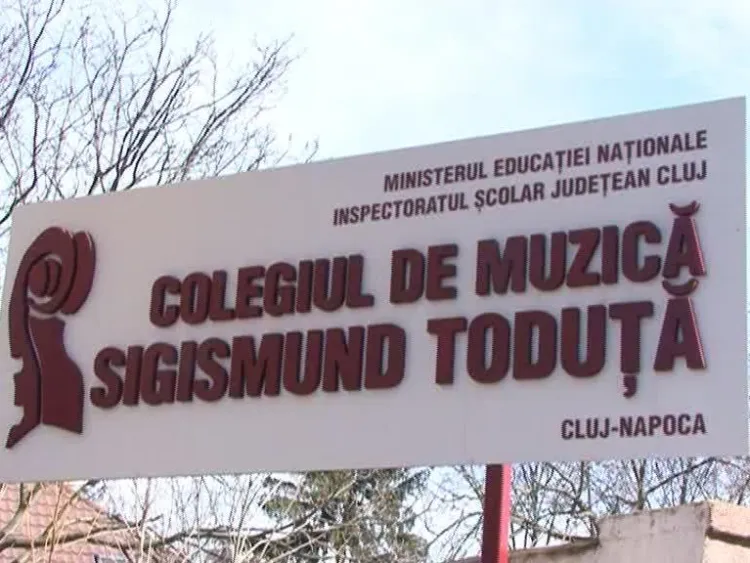 MINISTERUL EDUCAȚIEI NAȚIONALE
INSPECTORATUL ȘCOLAR JUDEȚEAN CLUJ
COLEGIUL DE MUZICĂ
SIGISMUND TODUȚĂ
CLUJ-NAPOCA